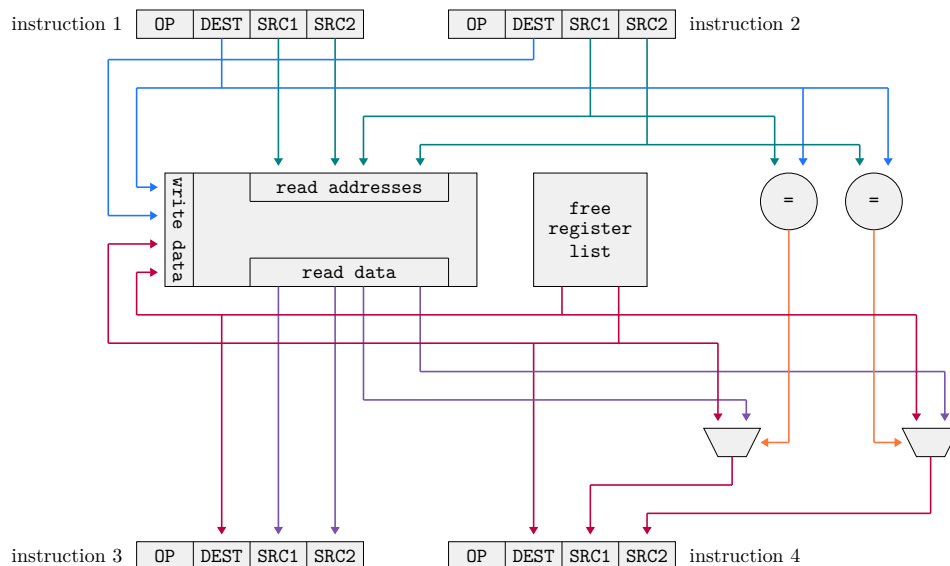 instruction 1 OP DEST SRC1 SRC2 OP DEST SRC1 SRC2 instruction 2
read addresses
write data
free
register
list
=
=
read data
instruction 3 OP DEST SRC1 SRC2 OP DEST SRC1 SRC2 instruction 4